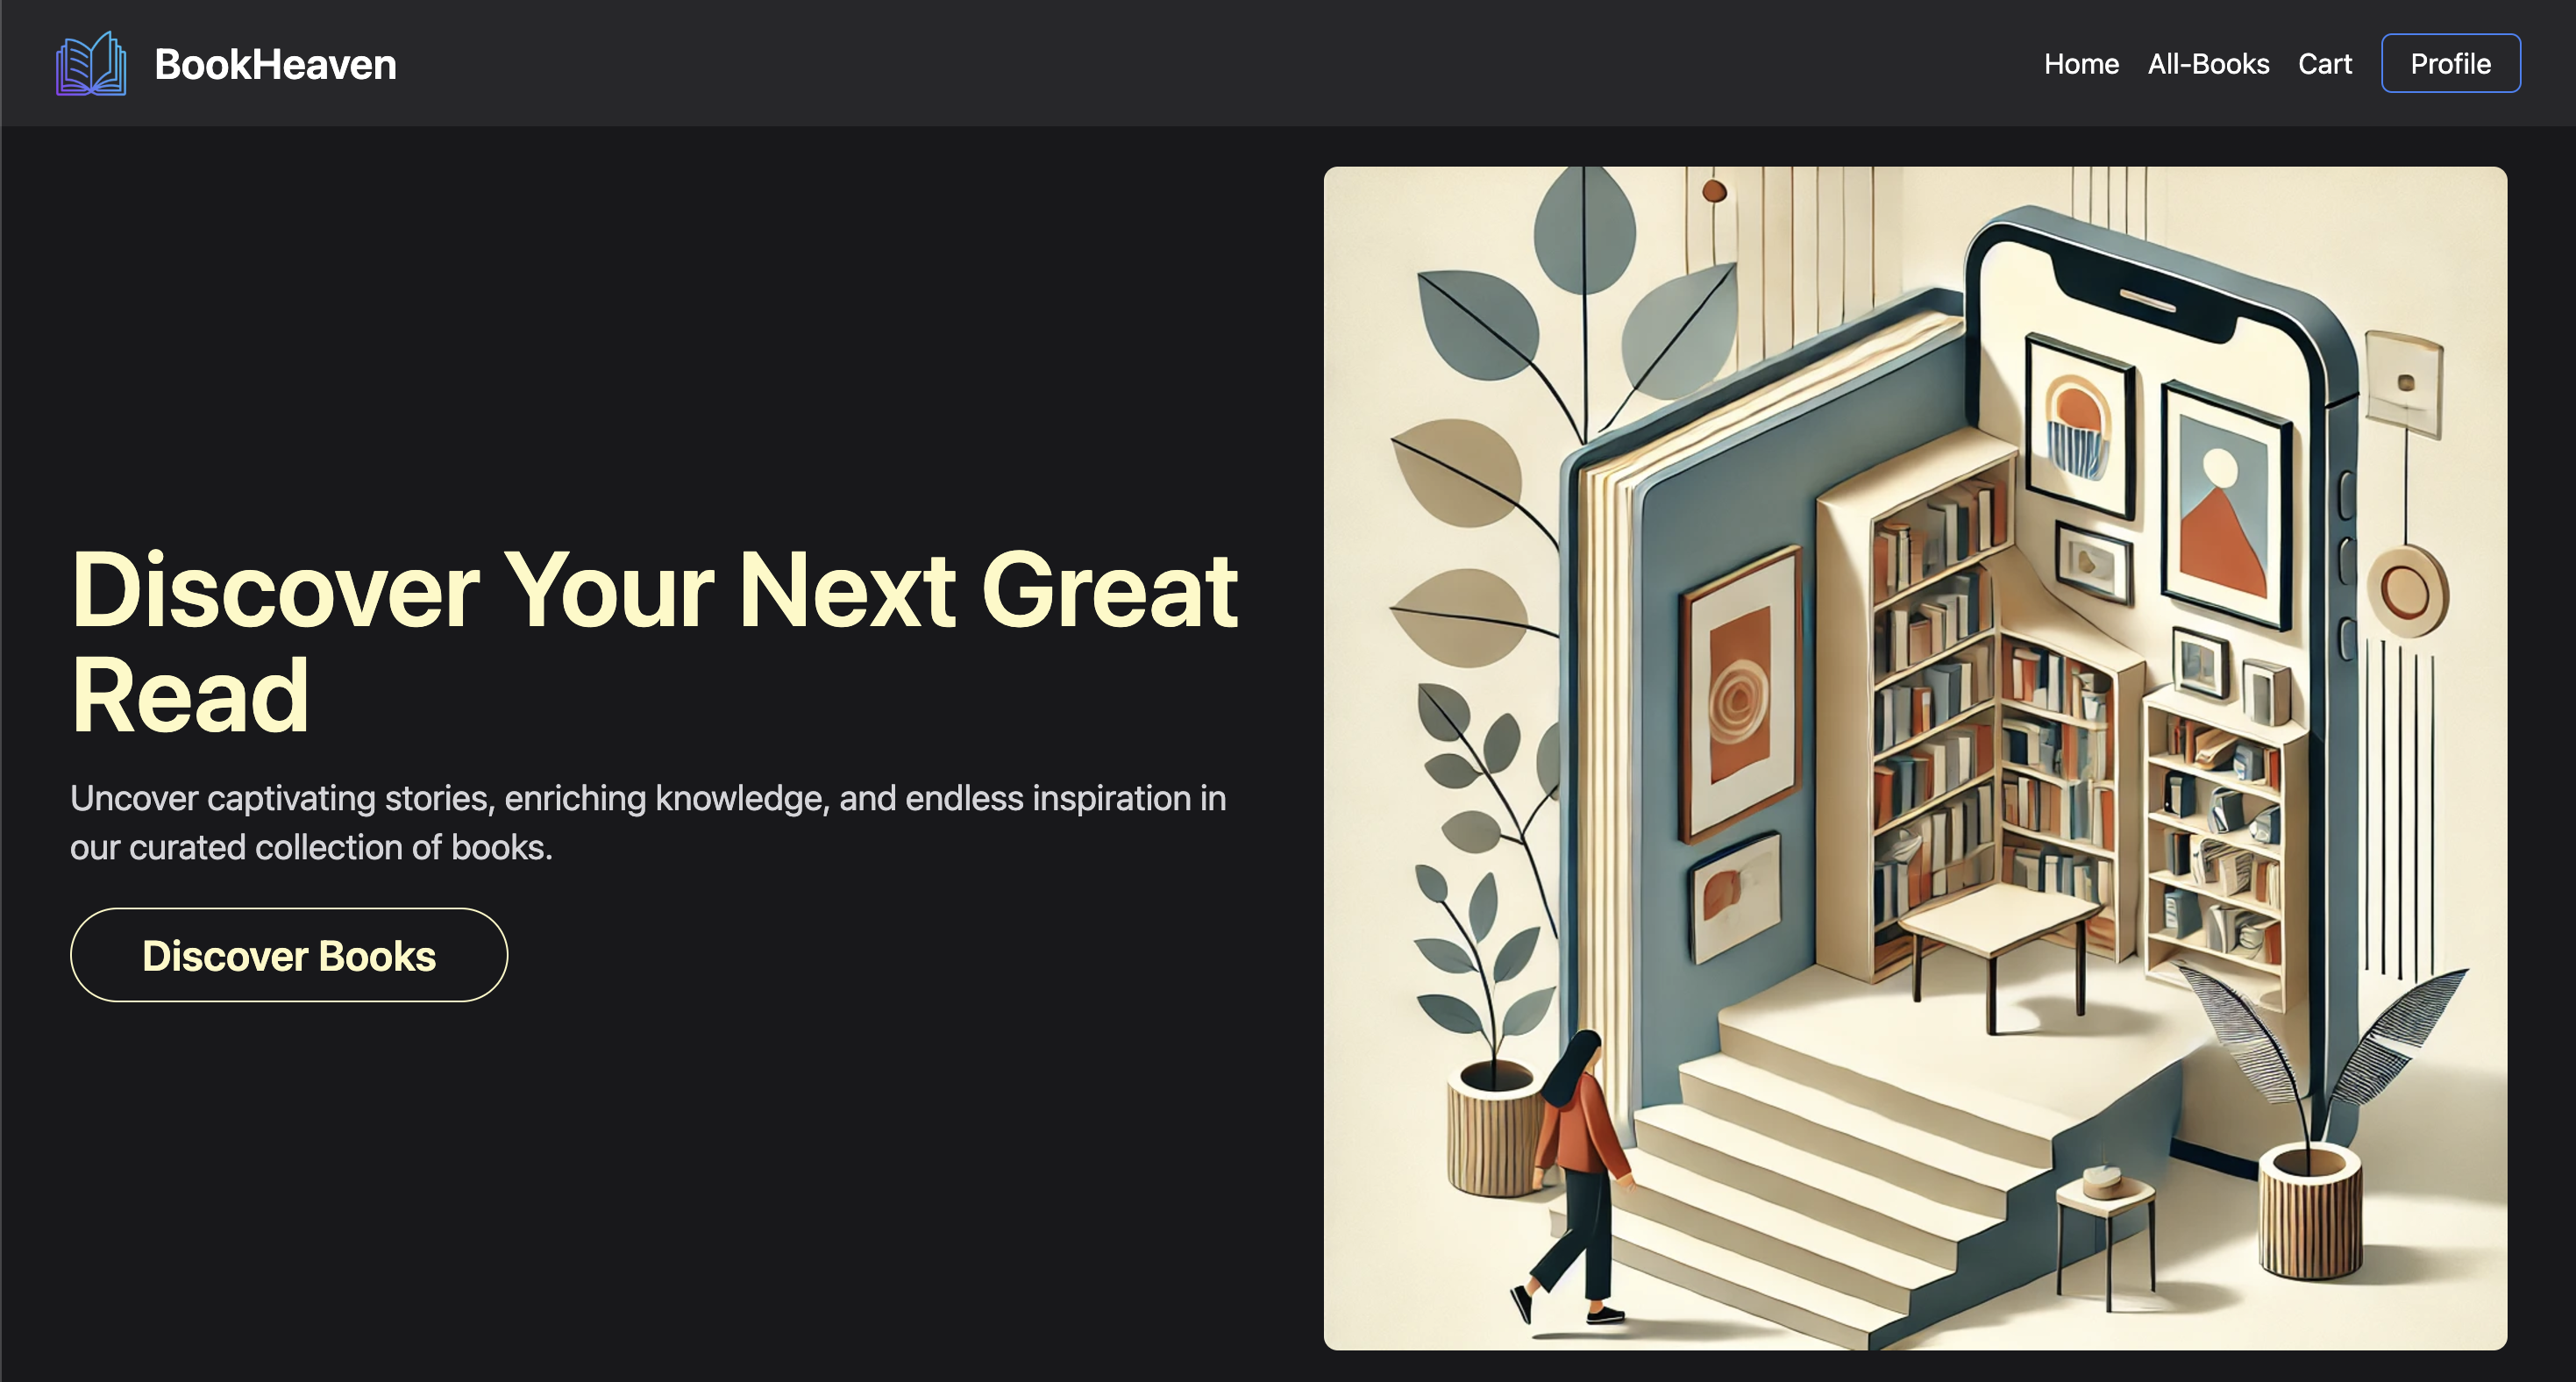 BookHeaven
Home All-Books Cart Profile
Discover Your Next Great
Read
Uncover captivating stories, enriching knowledge, and endless inspiration in
our curated collection of books.
Discover Books